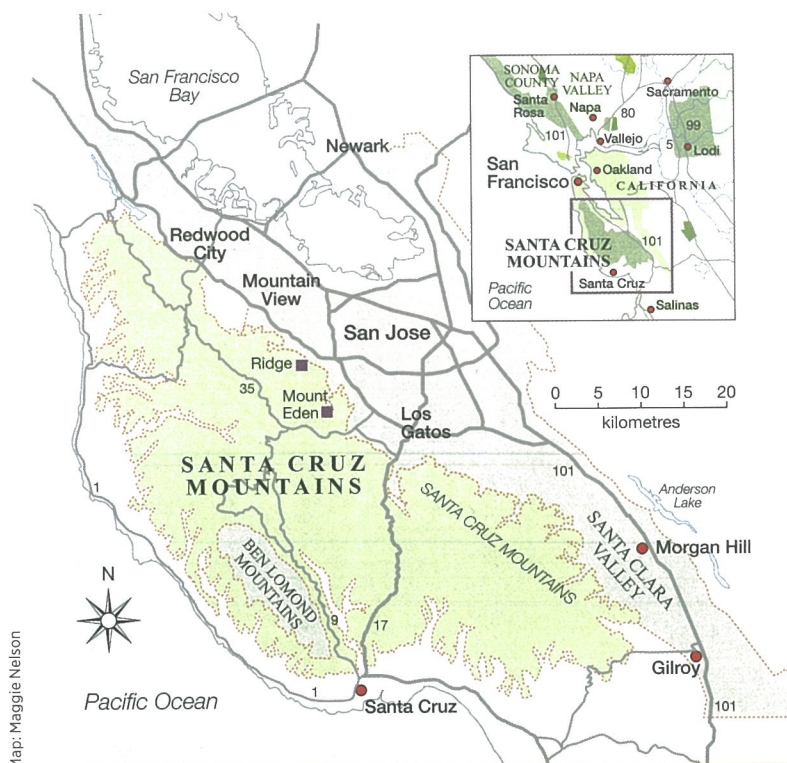 San Francisco
Bay
Newark
Redwood
City
Mountain
View
San Jose
Ridge
35
Mount
Eden
Los
Gatos
SANTA CRUZ
MOUNTAINS
1
101
SANTA CRUZ MOUNTAINS
Anderson
Lake
SANTA CLARA
VALLEY
Morgan Hill
BEN LOMOND
MOUNTAINS
N
9
17
Gilroy
1
Santa Cruz
101
Pacific Ocean
Map: Maggie Nelson
0 5 10 15 20
kilometres
SONOMA
COUNTY
NAPA
VALLEY
Sacramento
Santa
Rosa
Napa
80
99
101
Vallejo
5
Lodi
San
Francisco
Oakland
CALIFORNIA
101
SANTA CRUZ
MOUNTAINS
Santa Cruz
Pacific
Ocean
Salinas